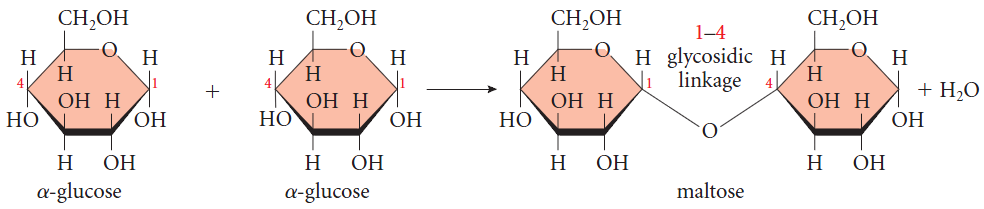 CH₂OH CH₂OH CH₂OH CH₂OH
1–4
H O H H O H H O H glycosidic H O H
4 H 1 4 H 1 H 1 linkage 4 H
OH H + OH H OH H OH H + H₂O
HO OH HO OH HO O OH
H OH H OH H OH H OH
α-glucose α-glucose maltose